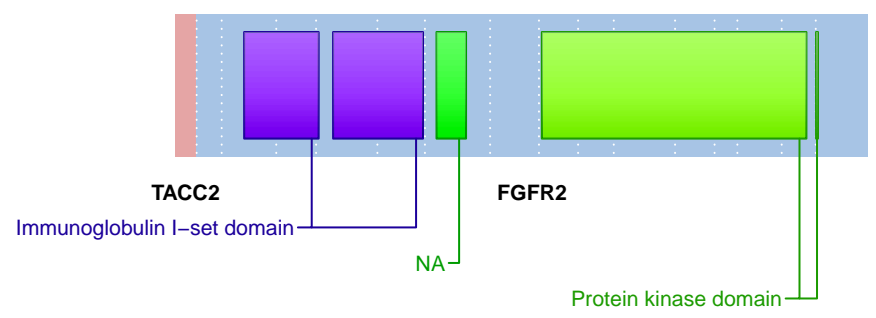 TACC2 FGFR2
Immunoglobulin I−set domain
NA
Protein kinase domain